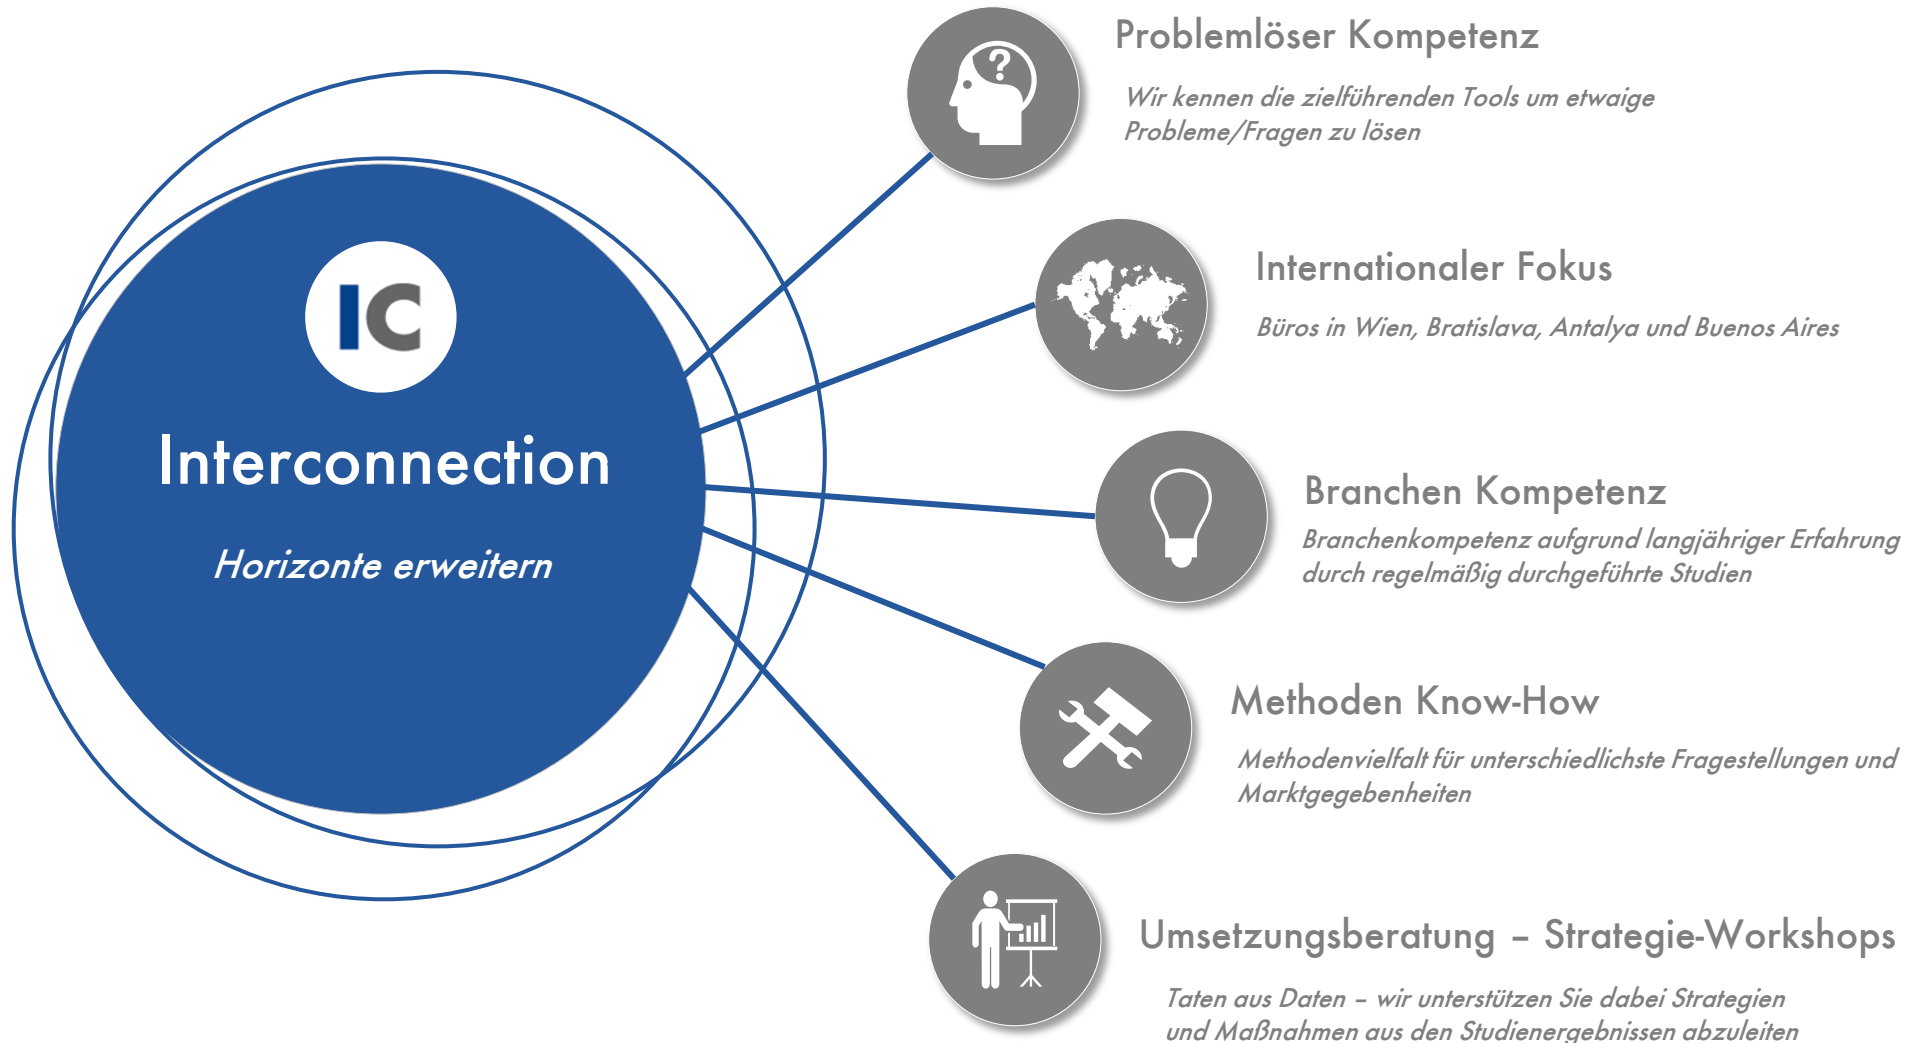 IC
Interconnection
Horizonte erweitern
Problemlöser Kompetenz
Wir kennen die zielführenden Tools um etwaige
Probleme/Fragen zu lösen
?
Internationaler Fokus
Büros in Wien, Bratislava, Antalya und Buenos Aires
Branchen Kompetenz
Branchenkompetenz aufgrund langjähriger Erfahrung
durch regelmäßig durchgeführte Studien
Methoden Know-How
Methodenvielfalt für unterschiedlichste Fragestellungen und
Marktgegebenheiten
Umsetzungsberatung – Strategie-Workshops
Taten aus Daten – wir unterstützen Sie dabei Strategien
und Maßnahmen aus den Studienergebnissen abzuleiten